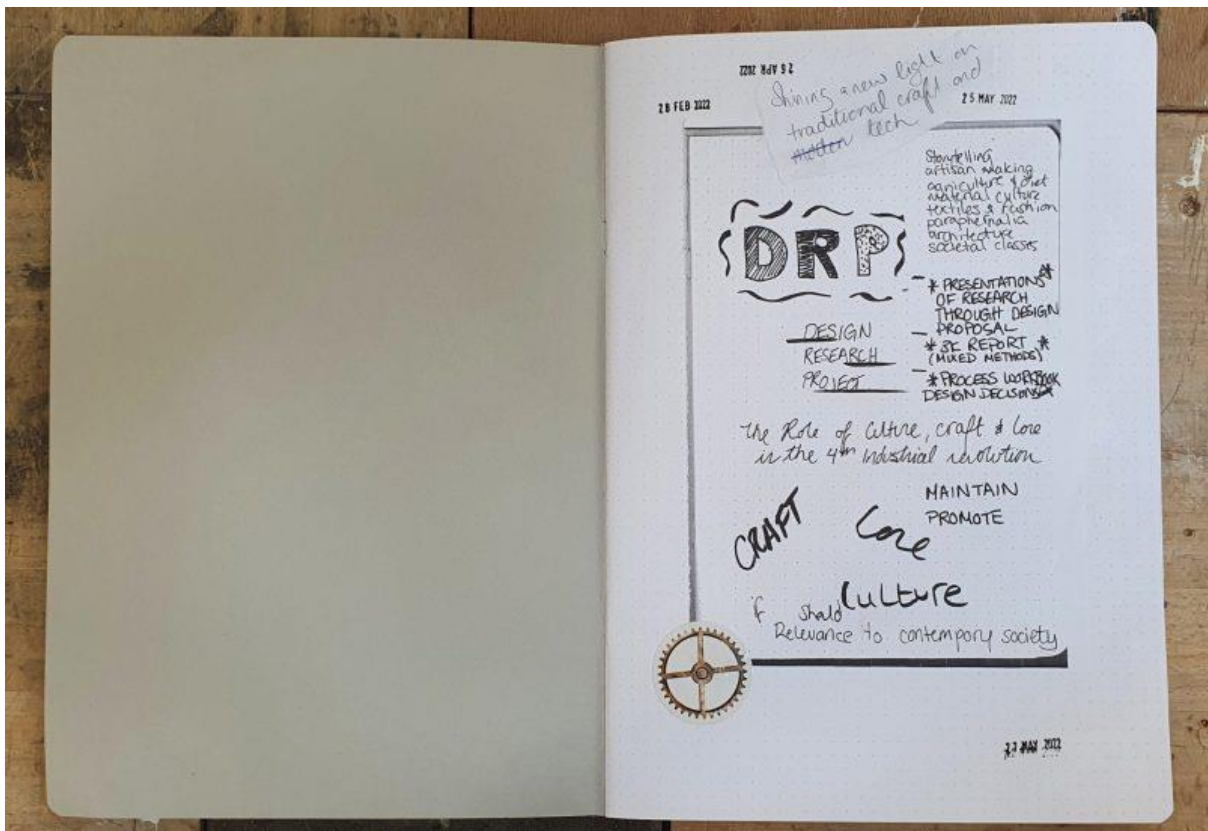 26 APR 2022
28 FEB 2022
25 MAY 2022
Shining a new light on
traditional craft and
tech
Storytelling
artisan making
agriculture & diet
material culture
textiles & fashion
paraphernalia
architecture
societal classes
DRP
* PRESENTATIONS *
OF RESEARCH
THROUGH DESIGN
PROPOSAL
* 3K REPORT *
(MIXED METHODS)
* PROCESS WORKBOOK
DESIGN DECISIONS
DESIGN
RESEARCH
PROJECT
The Role of Culture, craft & Lore
in the 4th Industrial revolution
MAINTAIN
PROMOTE
CRAFT
Lore
Culture
if should
Relevance to contempory society
MAY 2022